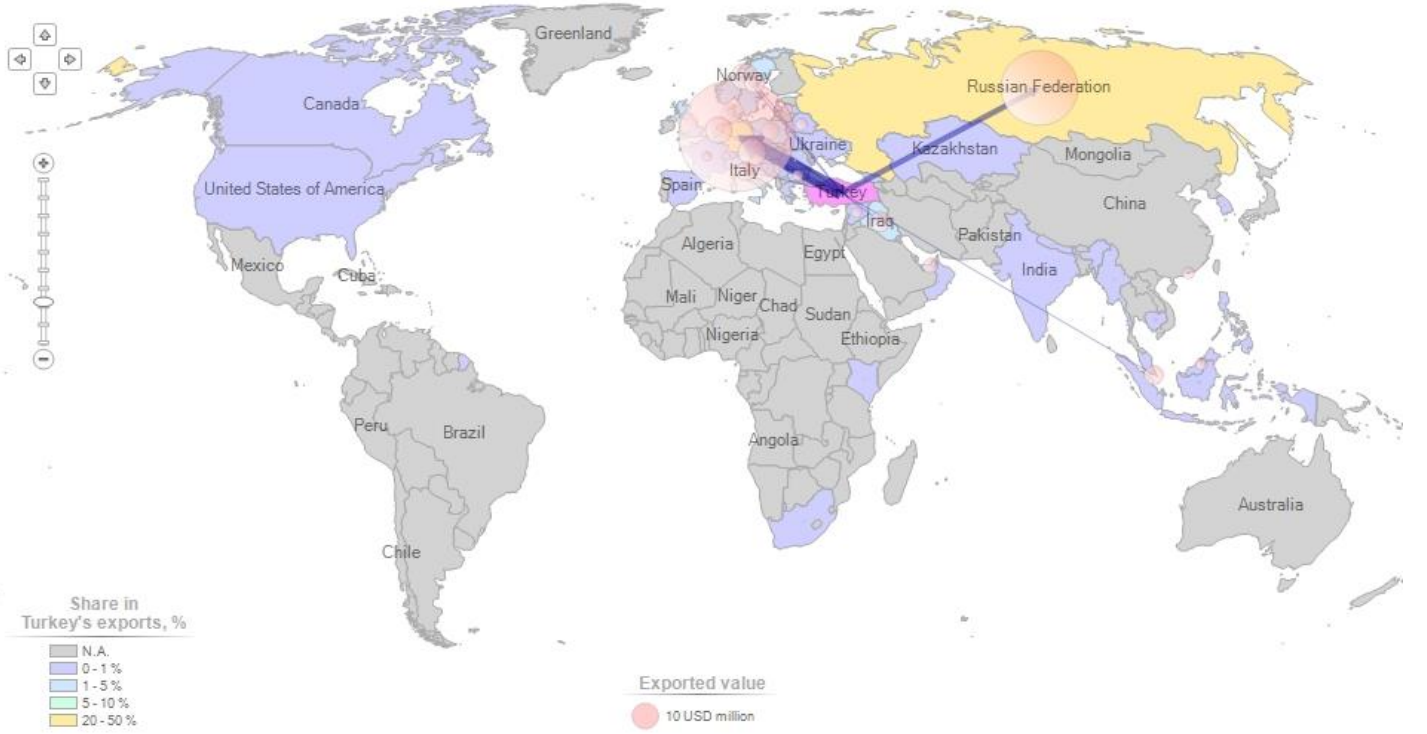 Greenland
Norway
Russian Federation
Canada
Ukraine
Kazakhstan
Mongolia
United States of America
Italy
Spain
Turkey
China
Iraq
Pakistan
Algeria
Egypt
Mexico
Cuba
India
Mali
Niger
Chad
Sudan
Nigeria
Ethiopia
Peru
Brazil
Angola
Australia
Chile
Share in
Turkey's exports, %
N.A.
0 - 1 %
1 - 5 %
5 - 10 %
20 - 50 %
Exported value
10 USD million